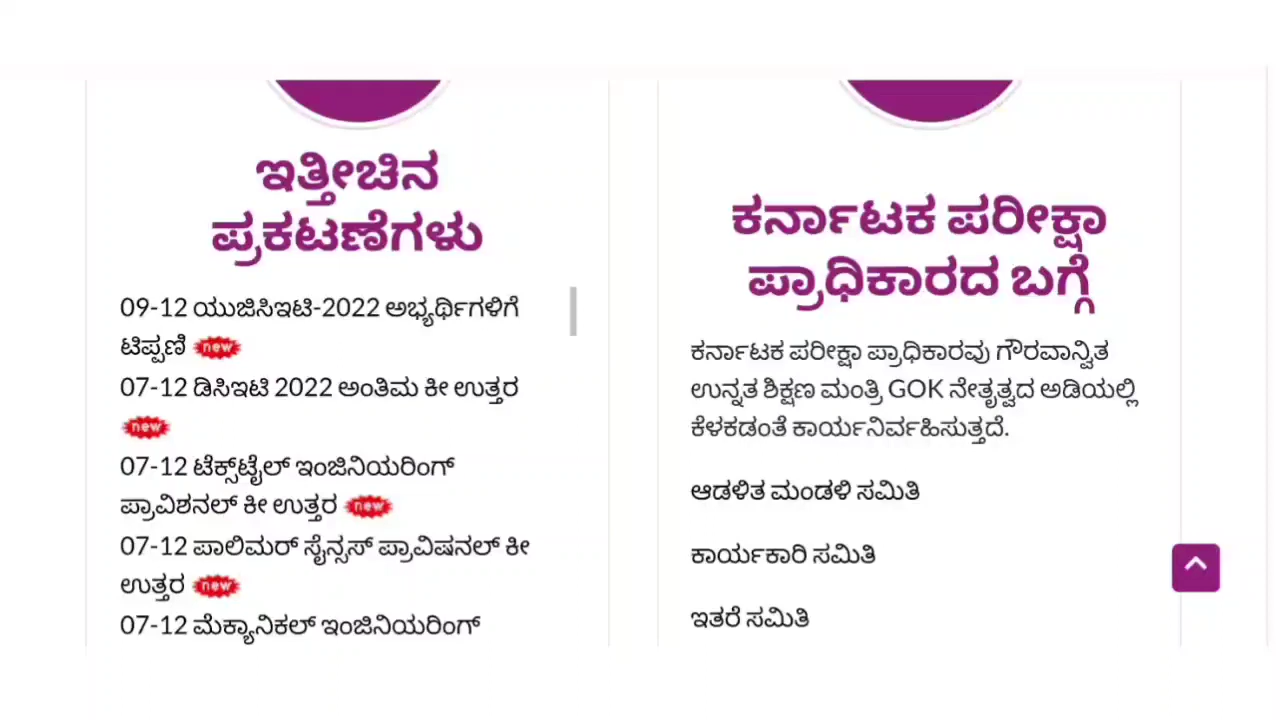 ಇತ್ತೀಚಿನ
ಪ್ರಕಟಣೆಗಳು
09-12 ಯುಜಿಸಿಇಟಿ-2022 ಅಭ್ಯರ್ಥಿಗಳಿಗೆ
ಟಿಪ್ಪಣಿ new
07-12 ಡಿಸಿಇಟಿ 2022 ಅಂತಿಮ ಕೀ ಉತ್ತರ
new
07-12 ಟೆಕ್ಸ್‌ಟೈಲ್ ಇಂಜಿನಿಯರಿಂಗ್
ಪ್ರಾವಿಶನಲ್ ಕೀ ಉತ್ತರ new
07-12 ಪಾಲಿಮರ್ ಸೈನ್ಸಸ್ ಪ್ರಾವಿಷನಲ್ ಕೀ
ಉತ್ತರ new
07-12 ಮೆಕ್ಯಾನಿಕಲ್ ಇಂಜಿನಿಯರಿಂಗ್
ಕರ್ನಾಟಕ ಪರೀಕ್ಷಾ
ಪ್ರಾಧಿಕಾರದ ಬಗ್ಗೆ
ಕರ್ನಾಟಕ ಪರೀಕ್ಷಾ ಪ್ರಾಧಿಕಾರವು ಗೌರವಾನ್ವಿತ
ಉನ್ನತ ಶಿಕ್ಷಣ ಮಂತ್ರಿ GOK ನೇತೃತ್ವದ ಅಡಿಯಲ್ಲಿ
ಕೆಳಕಡಂತೆ ಕಾರ್ಯನಿರ್ವಹಿಸುತ್ತದೆ.
ಆಡಳಿತ ಮಂಡಳಿ ಸಮಿತಿ
ಕಾರ್ಯಕಾರಿ ಸಮಿತಿ
ಇತರೆ ಸಮಿತಿ